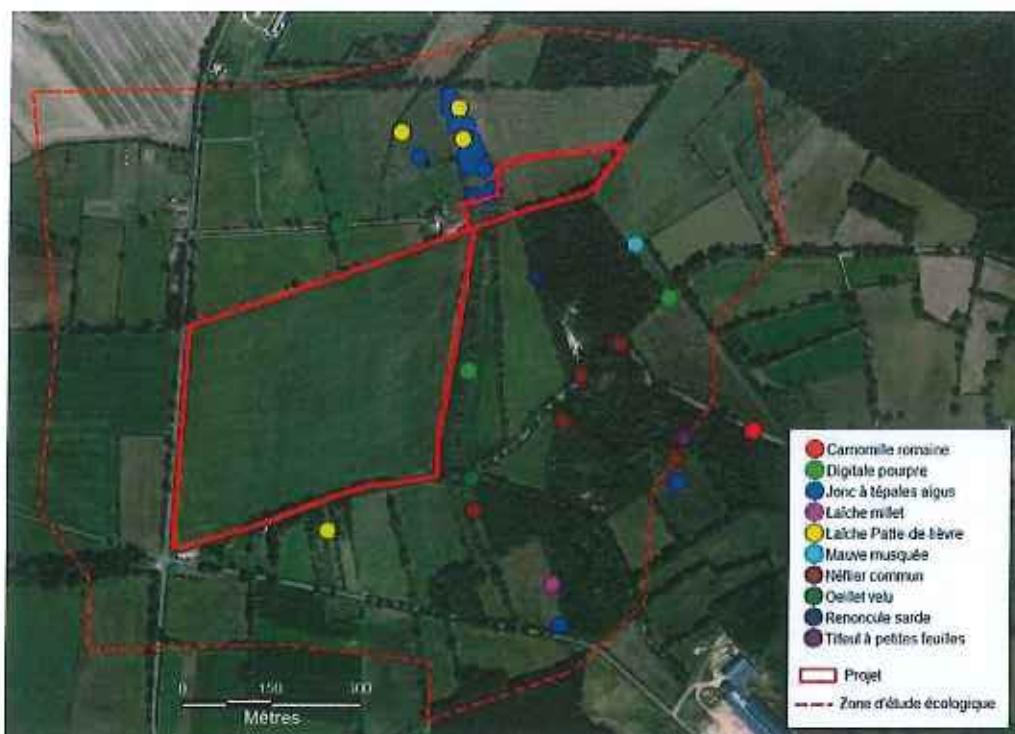 Camomille romaine
Digitale pourpre
Jonc à tépales aigus
Laîche millet
Laîche Patte de lièvre
Mauve musquée
Néflier commun
Oeillet velu
Renoncule sarde
Tilleul à petites feuilles
Projet
Zone d'étude écologique
0 150 300
Mètres